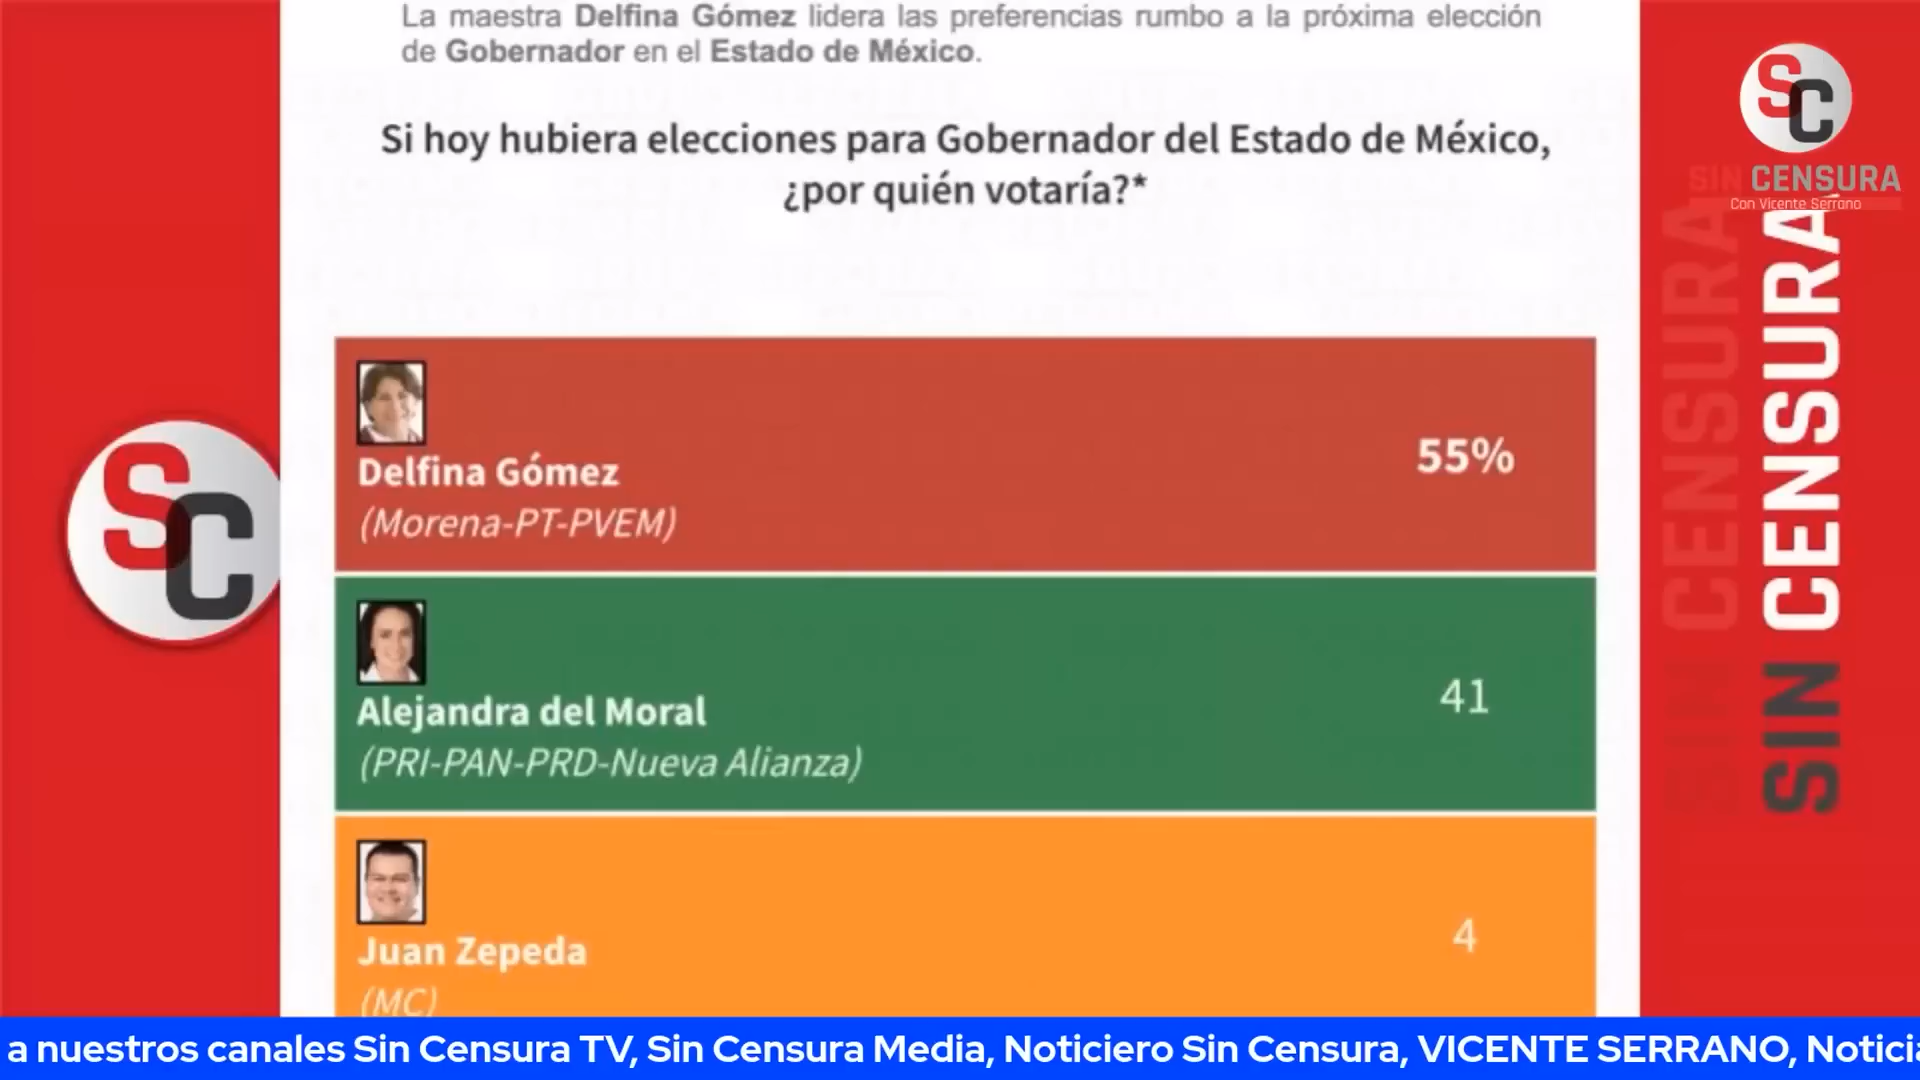 La maestra Delfina Gómez lidera las preferencias rumbo a la próxima elección
de Gobernador en el Estado de México.
Si hoy hubiera elecciones para Gobernador del Estado de México,
¿por quién votaría?*
Delfina Gómez
(Morena-PT-PVEM)
55%
Alejandra del Moral
(PRI-PAN-PRD-Nueva Alianza)
41
Juan Zepeda
(MC)
4
SC
SC
SIN CENSURA
Con Vicente Serrano
SIN CENSURA
SIN CENSURA
a nuestros canales Sin Censura TV, Sin Censura Media, Noticiero Sin Censura, VICENTE SERRANO,